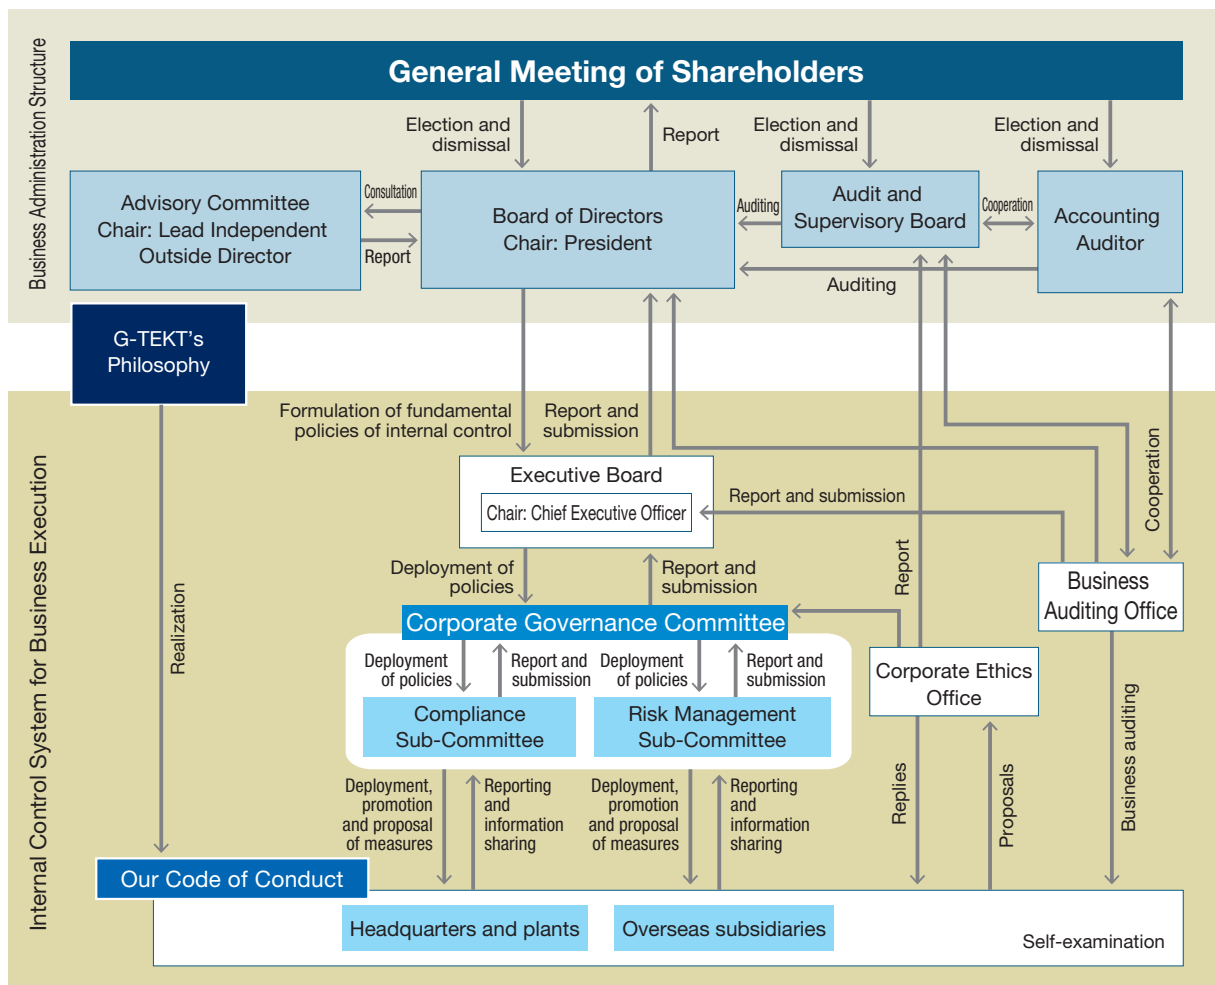 Business Administration Structure
General Meeting of Shareholders
Election and
dismissal
Report
Election and
dismissal
Election and
dismissal
Advisory Committee
Chair: Lead Independent
Outside Director
Consultation
Report
Board of Directors
Chair: President
Auditing
Audit and
Supervisory Board
Cooperation
Accounting
Auditor
Auditing
G-TEKT’s
Philosophy
Internal Control System for Business Execution
Formulation of fundamental
policies of internal control
Report and
submission
Executive Board
Chair: Chief Executive Officer
Report and submission
Cooperation
Deployment of
policies
Report and
submission
Report
Business
Auditing Office
Realization
Corporate Governance Committee
Deployment
of policies
Report and
submission
Deployment
of policies
Report and
submission
Corporate Ethics
Office
Compliance
Sub-Committee
Risk Management
Sub-Committee
Deployment,
promotion
and proposal
of measures
Reporting
and
information
sharing
Deployment,
promotion
and proposal
of measures
Reporting
and
information
sharing
Replies
Proposals
Business auditing
Our Code of Conduct
Headquarters and plants
Overseas subsidiaries
Self-examination